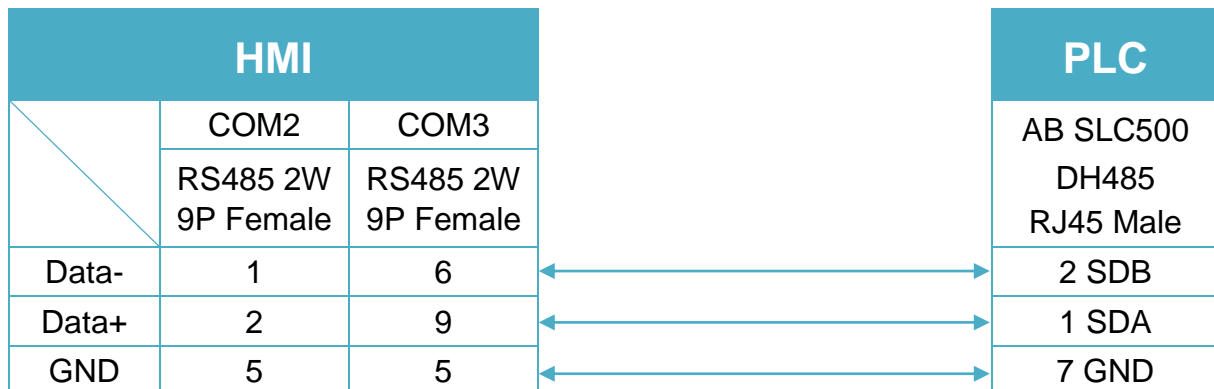 HMI PLC
COM2 COM3 AB SLC500
RS485 2W RS485 2W DH485
9P Female 9P Female RJ45 Male
Data- 1 6 2 SDB
Data+ 2 9 1 SDA
GND 5 5 7 GND